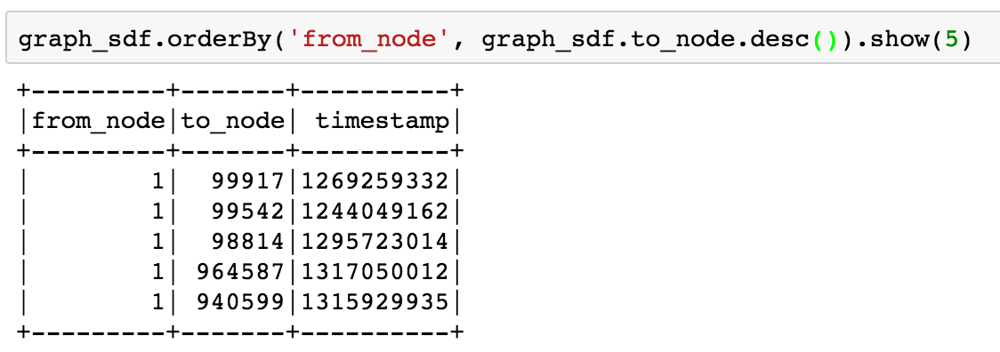 graph_sdf.orderBy('from_node', graph_sdf.to_node.desc()).show(5)
+---------+-------+----------+
|from_node|to_node| timestamp|
+---------+-------+----------+
|        1|  99917|1269259332|
|        1|  99542|1244049162|
|        1|  98814|1295723014|
|        1| 964587|1317050012|
|        1| 940599|1315929935|
+---------+-------+----------+